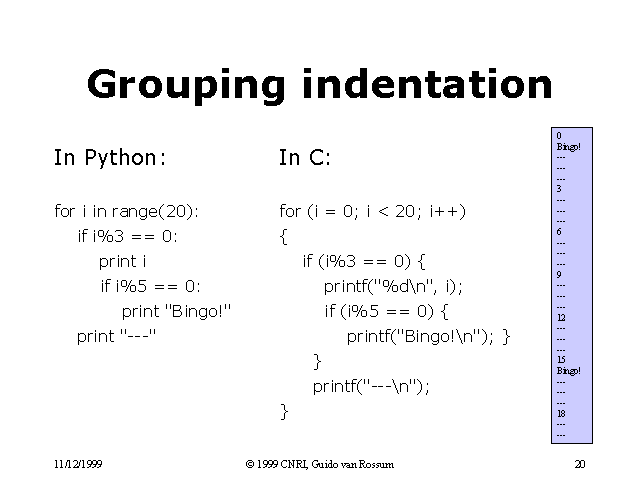 Grouping indentation
In Python:
for i in range(20):
if i%3 == 0:
print i
if i%5 == 0:
print "Bingo!"
print "---"
In C:
for (i = 0; i < 20; i++)
{
if (i%3 == 0) {
printf("%d\n", i);
if (i%5 == 0) {
printf("Bingo!\n"); }
}
printf("---\n");
}
0
Bingo!
---
---
---
3
---
---
---
6
---
---
---
9
---
---
---
12
---
---
---
15
Bingo!
---
---
---
18
---
---
11/12/1999
© 1999 CNRI, Guido van Rossum
20